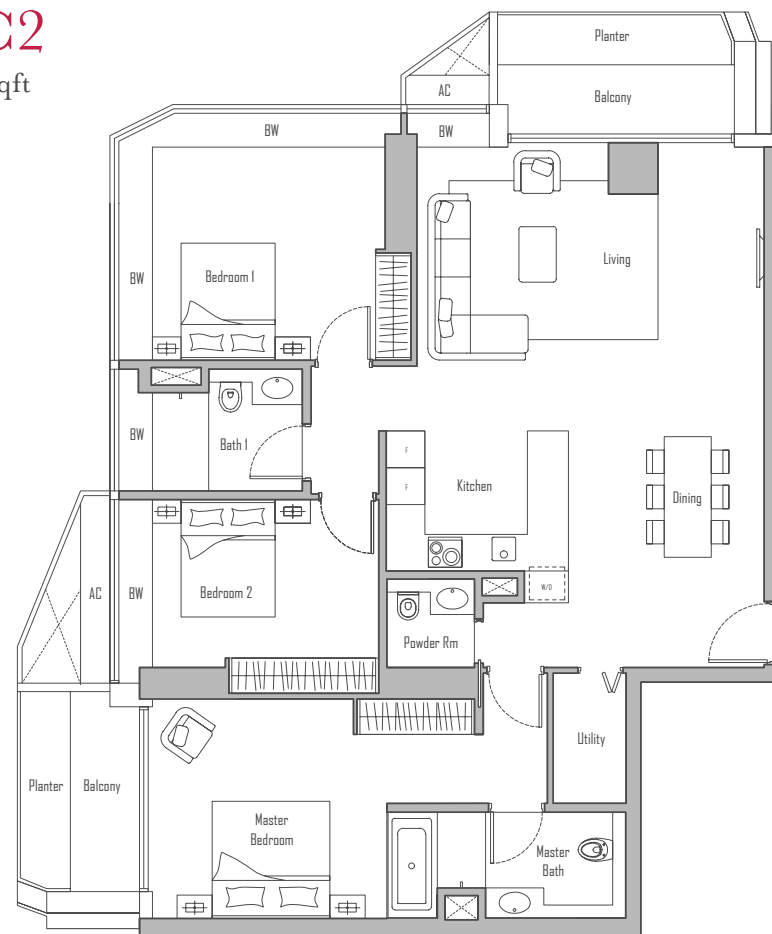 C2
sqft
Planter
AC
Balcony
BW
BW
BW
Bedroom 1
Living
BW
Bath 1
F
F
Kitchen
Dining
AC
BW
Bedroom 2
W/D
Powder Rm
Planter
Balcony
Utility
Master
Bedroom
Master
Bath